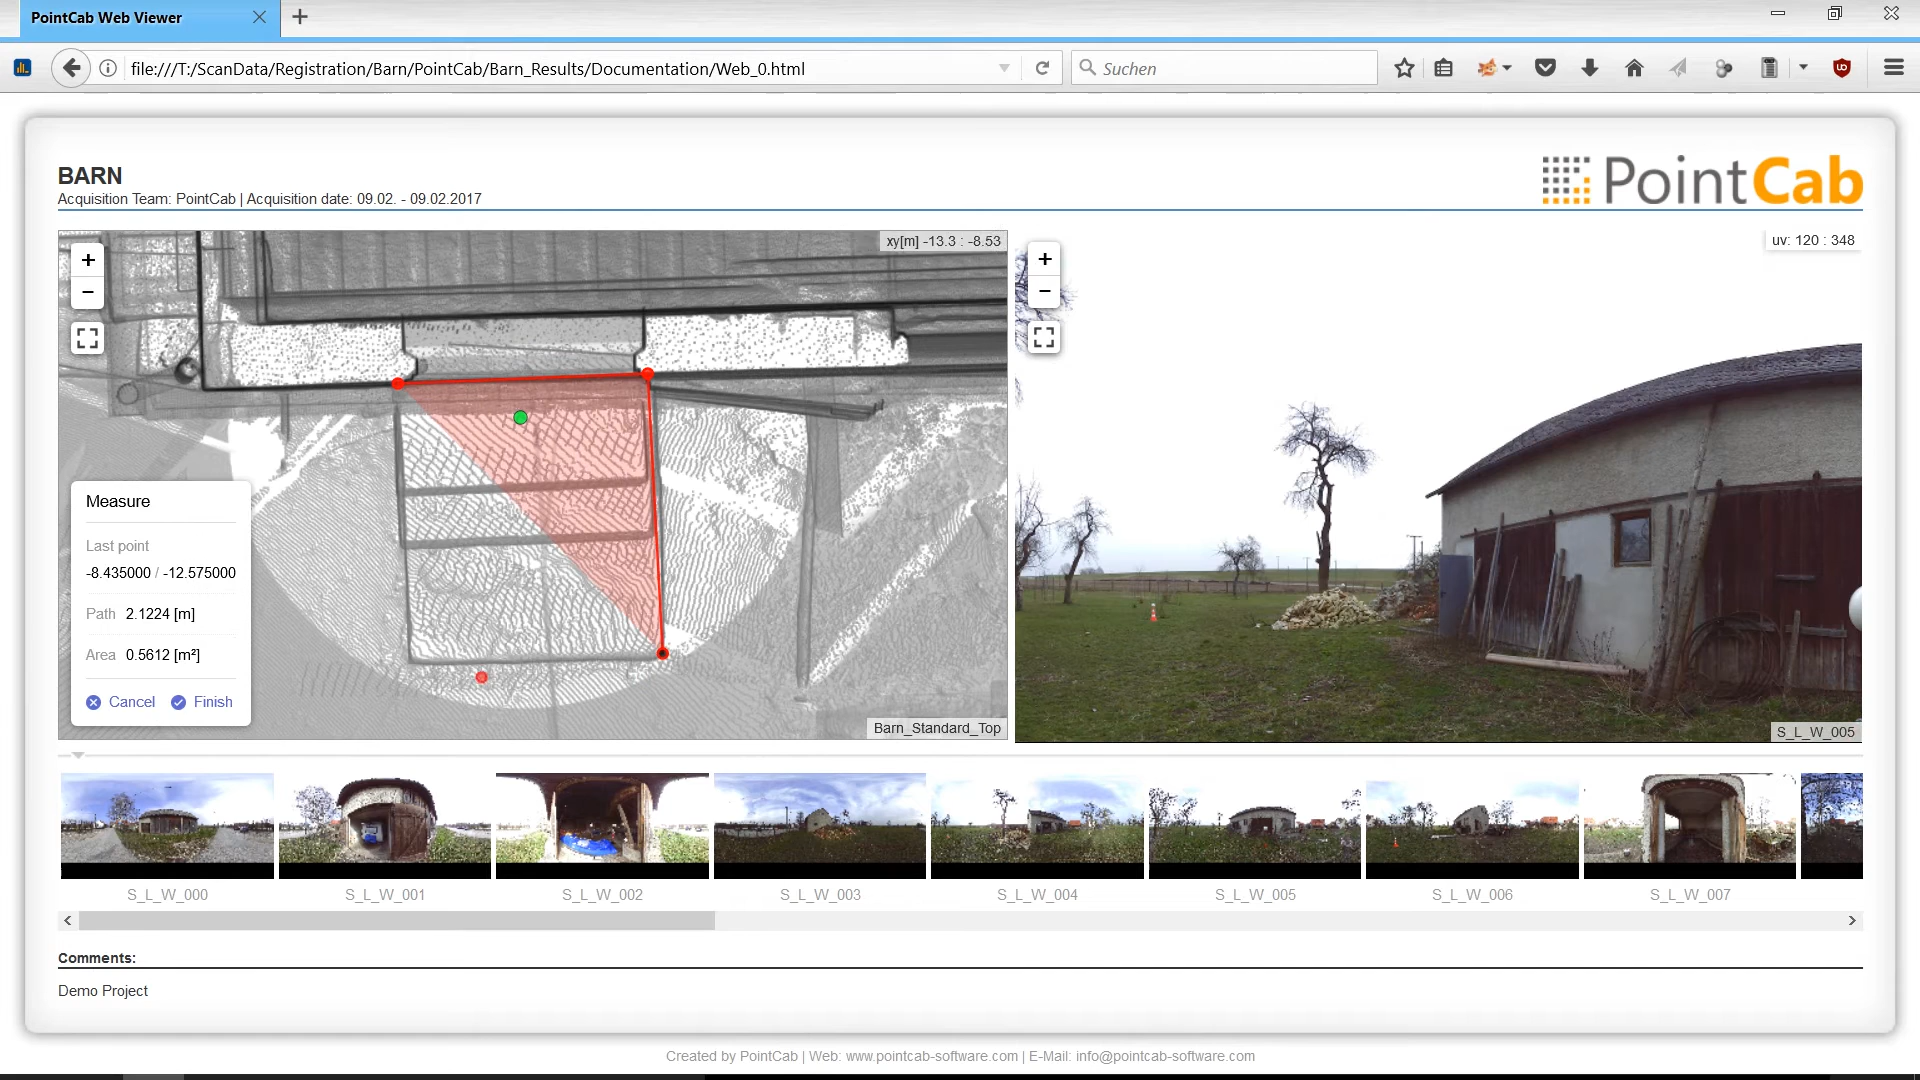 PointCab Web Viewer
file:///T:/ScanData/Registration/Barn/PointCab/Barn_Results/Documentation/Web_0.html
Suchen
BARN
Acquisition Team: PointCab | Acquisition date: 09.02. - 09.02.2017
PointCab
xy[m] -13.3 : -8.53
uv: 120 : 348
+
−
+
−
Measure
Last point
-8.435000 / -12.575000
Path 2.1224 [m]
Area 0.5612 [m²]
Cancel Finish
Barn_Standard_Top
S_L_W_005
S_L_W_000
S_L_W_001
S_L_W_002
S_L_W_003
S_L_W_004
S_L_W_005
S_L_W_006
S_L_W_007
Comments:
Demo Project
Created by PointCab | Web: www.pointcab-software.com | E-Mail: info@pointcab-software.com